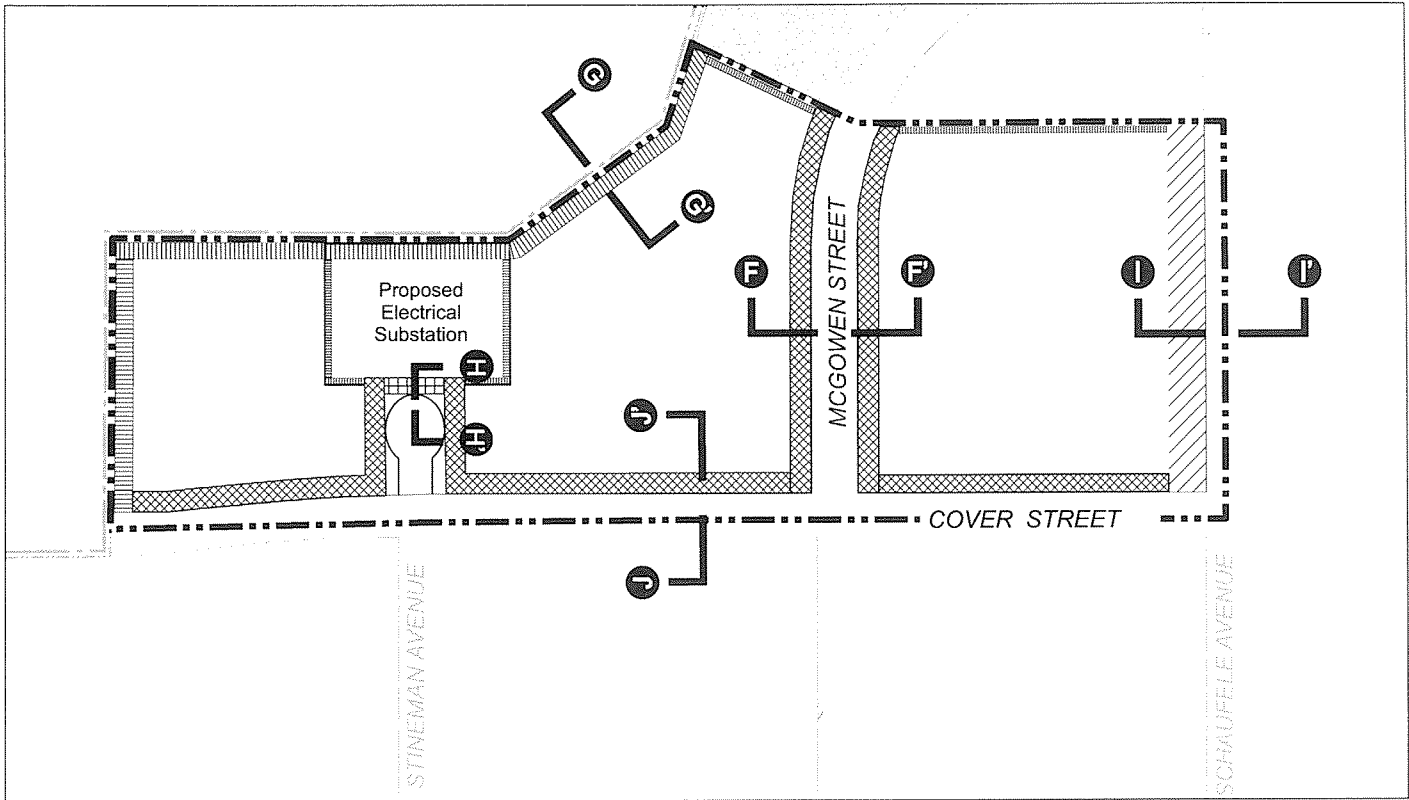 G
G'
Proposed
Electrical
Substation
F
F'
I
I'
MCGOWEN STREET
H
H'
J'
J
COVER STREET
STINEMAN AVENUE
SCHAUFELE AVENUE